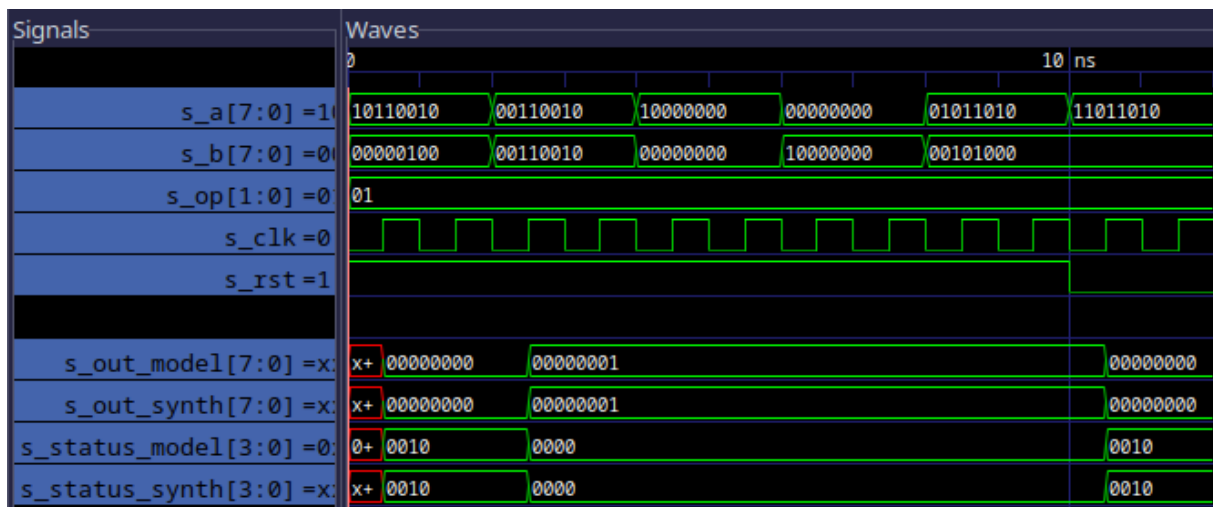 Signals Waves
0 10 ns
s_a[7:0] =1 10110010 00110010 10000000 00000000 01011010 11011010
s_b[7:0] =0 00000100 00110010 00000000 10000000 00101000
s_op[1:0] =0 01
s_clk =0
s_rst =1
s_out_model[7:0] =x x+ 00000000 00000001 00000000
s_out_synth[7:0] =x x+ 00000000 00000001 00000000
s_status_model[3:0] =0 0+ 0010 0000 0010
s_status_synth[3:0] =x x+ 0010 0000 0010